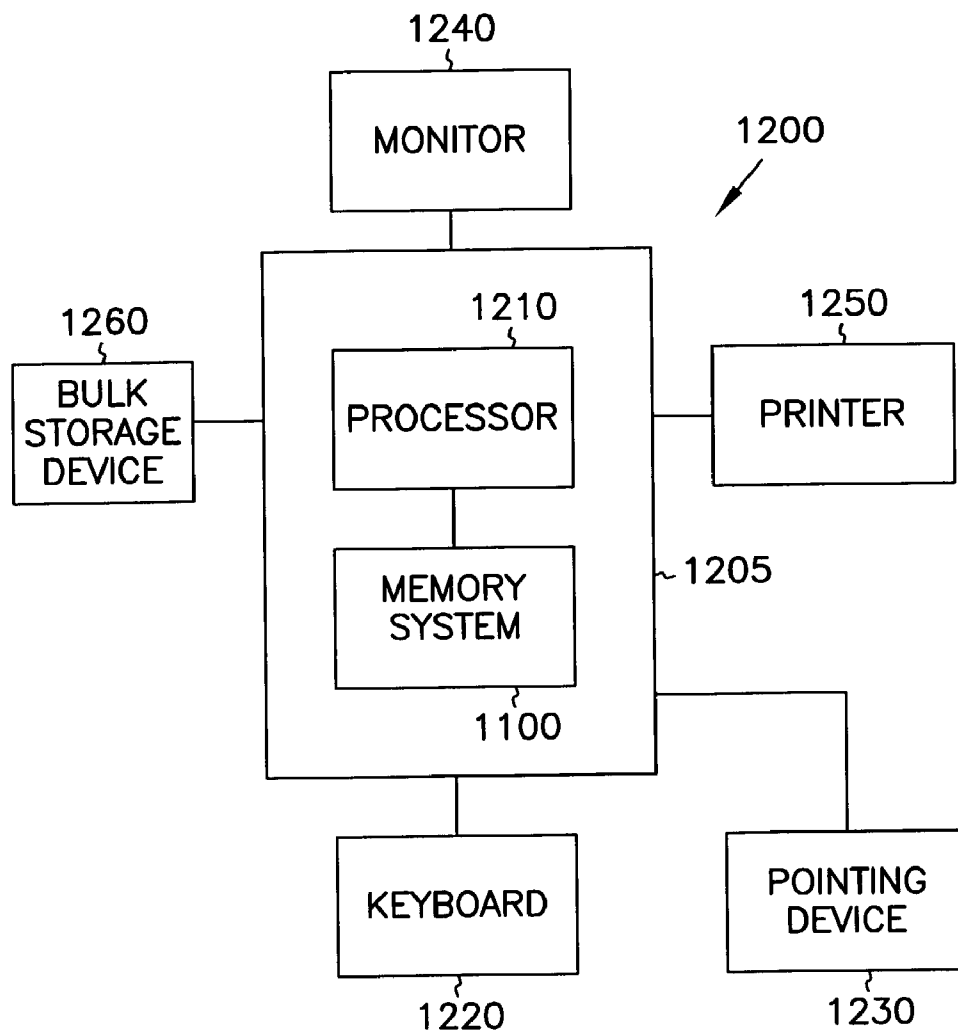 1240
MONITOR
1200
1260
BULK
STORAGE
DEVICE
1210
PROCESSOR
1250
PRINTER
MEMORY
SYSTEM
1205
1100
KEYBOARD
1220
POINTING
DEVICE
1230